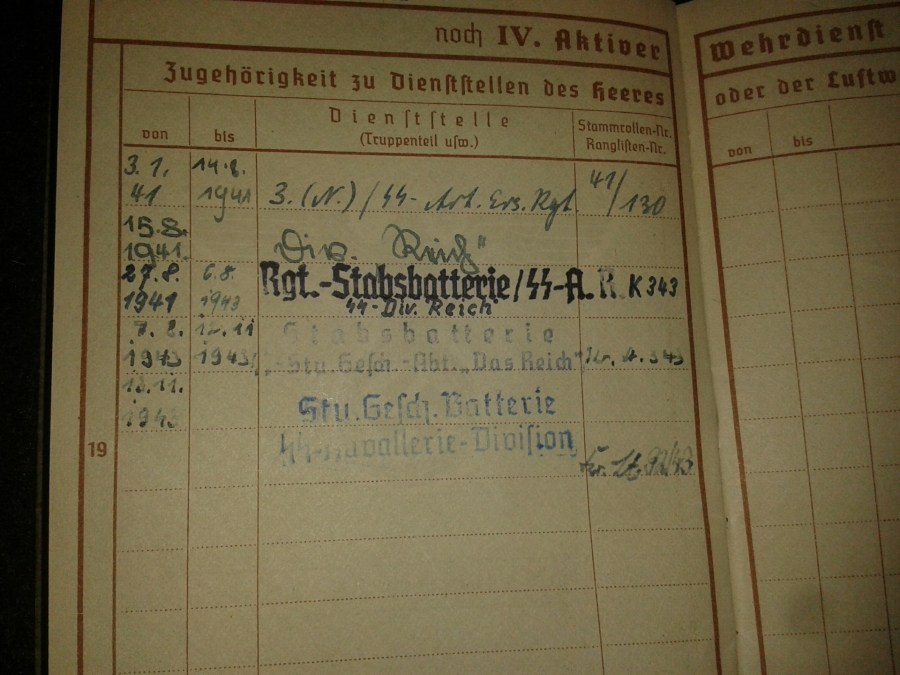 noch IV. Aktiver
Wehrdienst
Zugehörigkeit zu Dienststellen des Heeres
oder der Luftw
von
bis
Dienststelle
(Truppenteil usw.)
Stammrollen-Nr.
Ranglisten-Nr.
von
bis
3.1. 14.8.
41 1941 3. (N.) / SS- Art. Ers. Rgt. 41/130
15.8.
1941. Div. Reich"
27.8. 6.8. Rgt.-Stabsbatterie/SS-A. R. K 343
1941 1943 SS-Div. Reich
7.8. 12.11 Stabsbatterie
1943 1943 -Stu.Gesch.-Abt. „Das Reich" 343
13.11. Stu.Gesch.Batterie
1943
SS-Kavallerie-Division
19
92/43